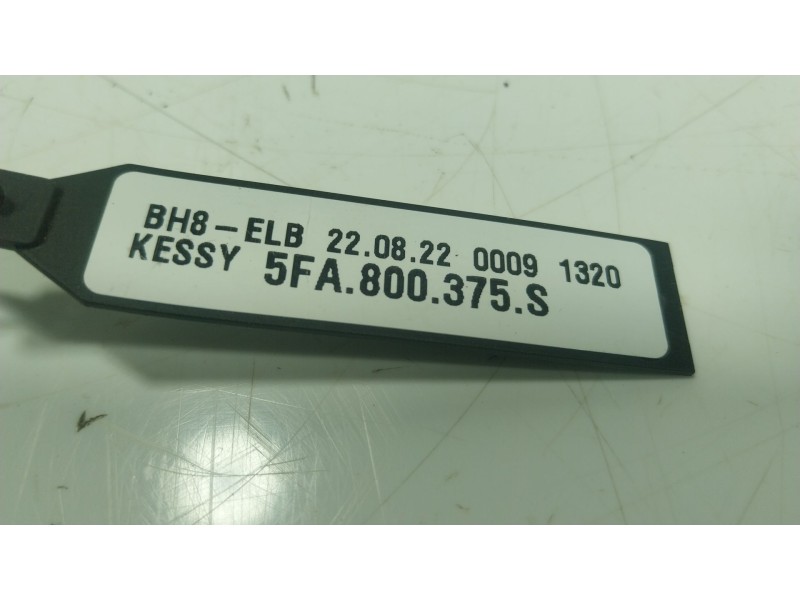 BH8-ELB 22.08.22 0009 1320
KESSY 5FA.800.375.S